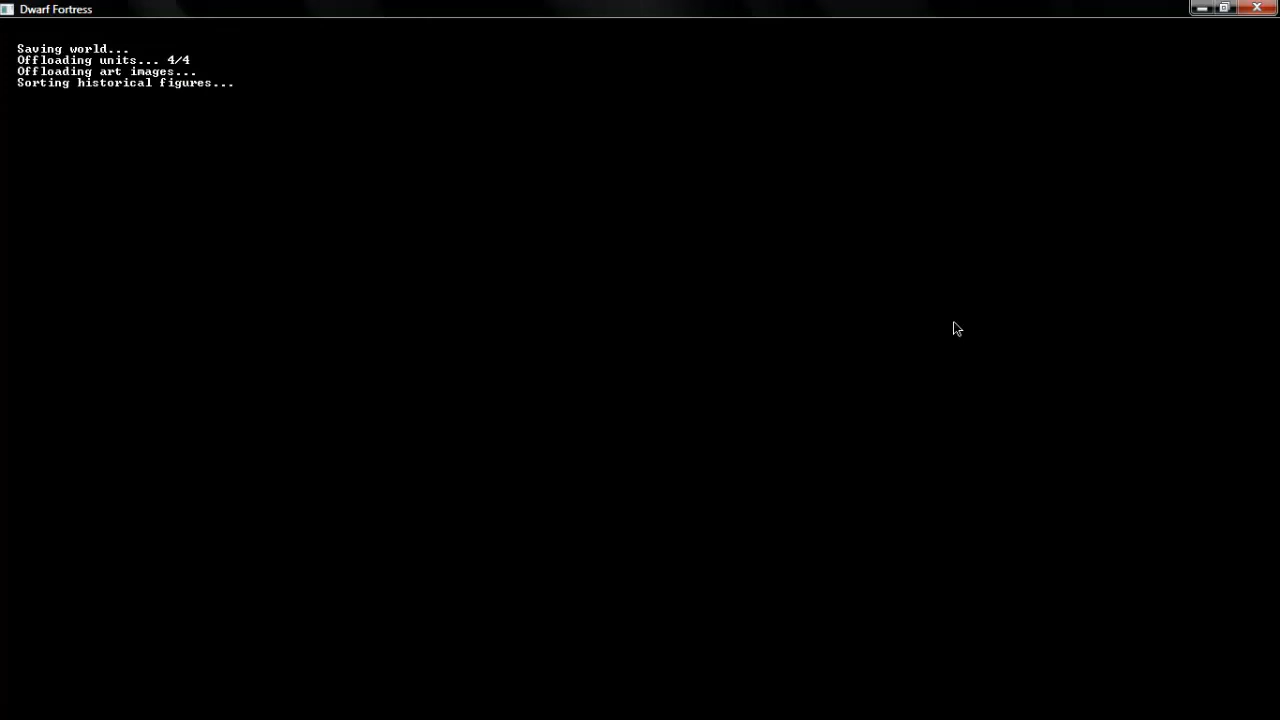 Dwarf Fortress
Saving world...
Offloading units... 4/4
Offloading art images...
Sorting historical figures...